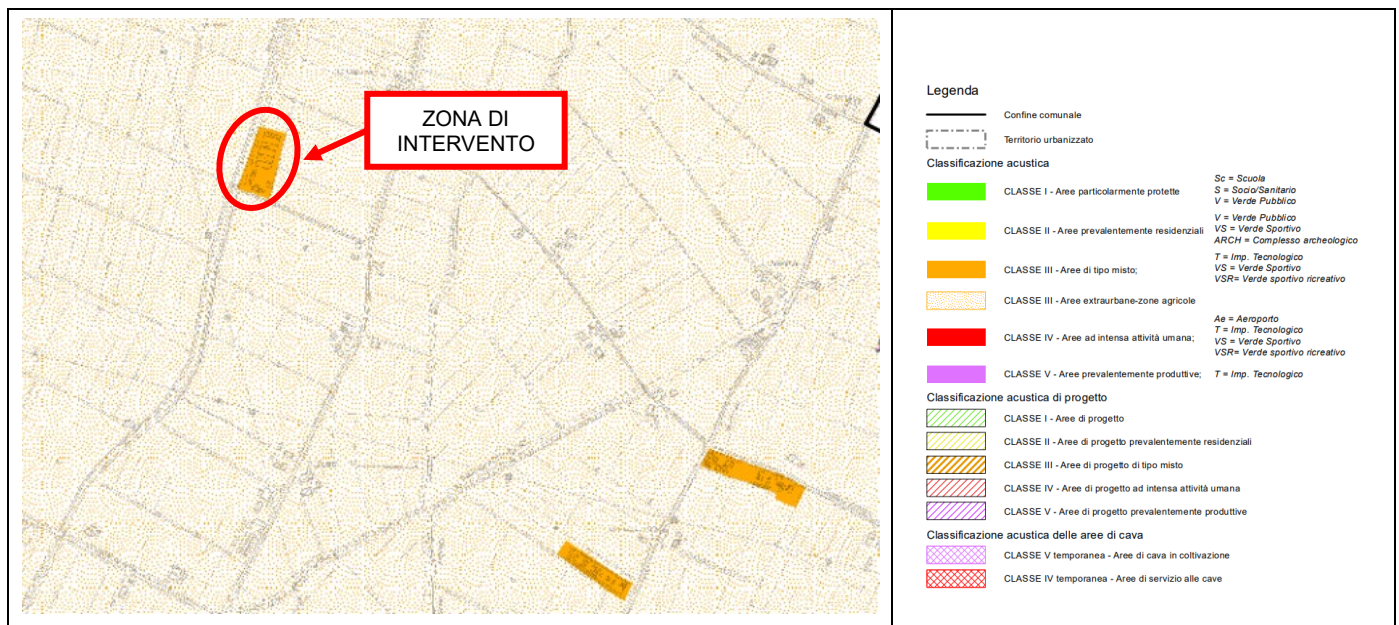 ZONA DI
INTERVENTO
Legenda
Confine comunale
Territorio urbanizzato
Classificazione acustica
CLASSE I - Aree particolarmente protette
Sc = Scuola
S = Socio/Sanitario
V = Verde Pubblico
CLASSE II - Aree prevalentemente residenziali
V = Verde Pubblico
VS = Verde Sportivo
ARCH = Complesso archeologico
CLASSE III - Aree di tipo misto;
T = Imp. Tecnologico
VS = Verde Sportivo
VSR= Verde sportivo ricreativo
CLASSE III - Aree extraurbane-zone agricole
CLASSE IV - Aree ad intensa attività umana;
Ae = Aeroporto
T = Imp. Tecnologico
VS = Verde Sportivo
VSR= Verde sportivo ricreativo
CLASSE V - Aree prevalentemente produttive;
T = Imp. Tecnologico
Classificazione acustica di progetto
CLASSE I - Aree di progetto
CLASSE II - Aree di progetto prevalentemente residenziali
CLASSE III - Aree di progetto di tipo misto
CLASSE IV - Aree di progetto ad intensa attività umana
CLASSE V - Aree di progetto prevalentemente produttive
Classificazione acustica delle aree di cava
CLASSE V temporanea - Aree di cava in coltivazione
CLASSE IV temporanea - Aree di servizio alle cave